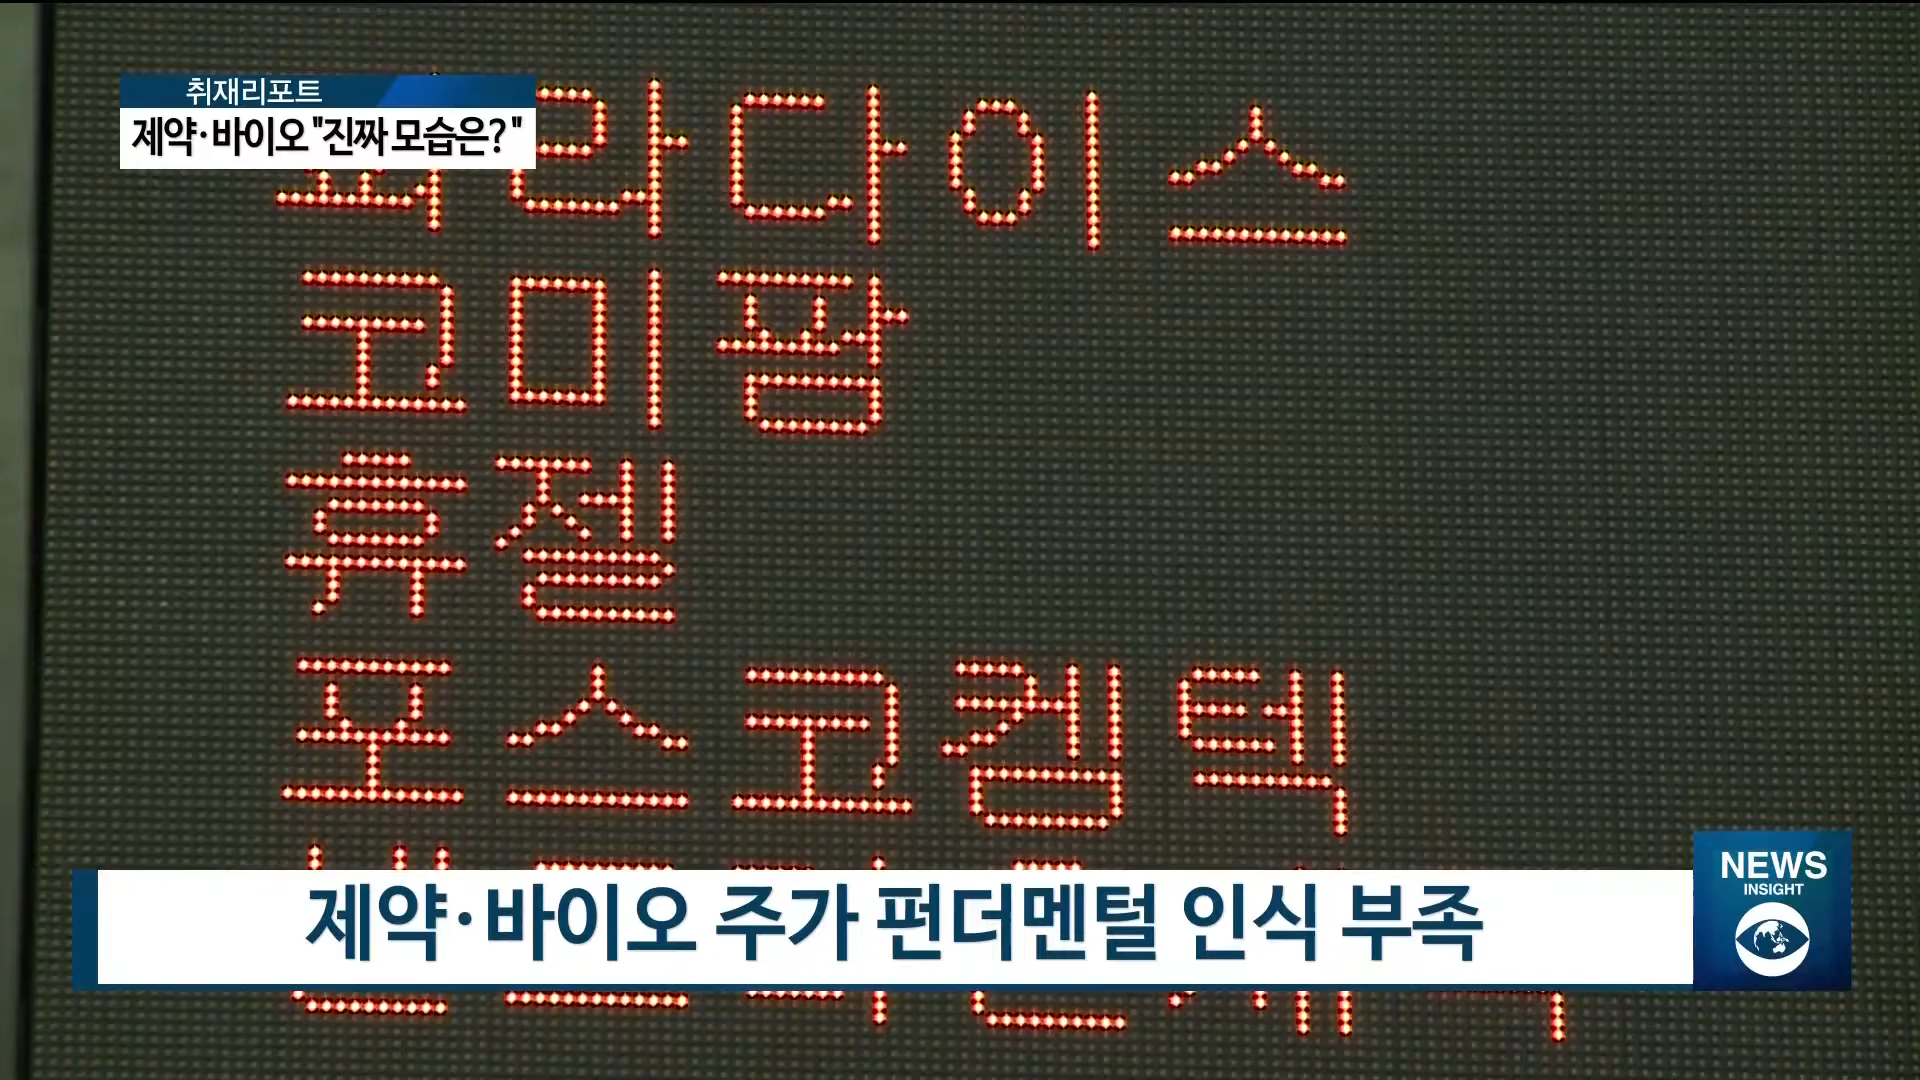 취재리포트
제약·바이오 "진짜 모습은?"
라다이스
코미팜
휴젤
포스코켐텍
제약·바이오 주가 펀더멘털 인식 부족
NEWS
INSIGHT